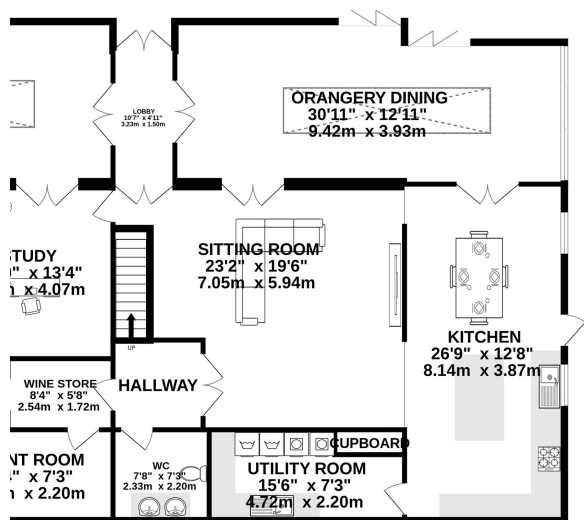 LOBBY
10'7" x 4'11"
3.23m x 1.50m
ORANGERY DINING
30'11" x 12'11"
9.42m x 3.93m
STUDY
" x 13'4"
m x 4.07m
SITTING ROOM
23'2" x 19'6"
7.05m x 5.94m
UP
KITCHEN
26'9" x 12'8"
8.14m x 3.87m
WINE STORE
8'4" x 5'8"
2.54m x 1.72m
HALLWAY
CUPBOARD
NT ROOM
" x 7'3"
m x 2.20m
WC
7'8" x 7'3"
2.33m x 2.20m
UTILITY ROOM
15'6" x 7'3"
4.72m x 2.20m